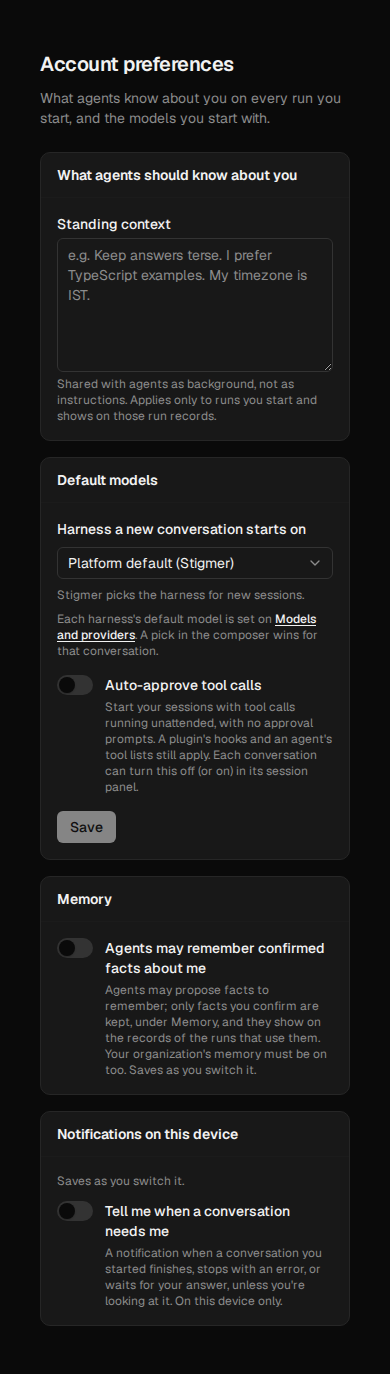 Account preferences
What agents know about you on every run you
start, and the models you start with.
What agents should know about you
Standing context
e.g. Keep answers terse. I prefer
TypeScript examples. My timezone is
IST.
Shared with agents as background, not as
instructions. Applies only to runs you start and
shows on those run records.
Default models
Harness a new conversation starts on
Platform default (Stigmer)
Stigmer picks the harness for new sessions.
Each harness's default model is set on Models
and providers. A pick in the composer wins for
that conversation.
Auto-approve tool calls
Start your sessions with tool calls
running unattended, with no approval
prompts. A plugin's hooks and an agent's
tool lists still apply. Each conversation
can turn this off (or on) in its session
panel.
Save
Memory
Agents may remember confirmed
facts about me
Agents may propose facts to
remember; only facts you confirm are
kept, under Memory, and they show on
the records of the runs that use them.
Your organization's memory must be on
too. Saves as you switch it.
Notifications on this device
Saves as you switch it.
Tell me when a conversation
needs me
A notification when a conversation you
started finishes, stops with an error, or
waits for your answer, unless you're
looking at it. On this device only.